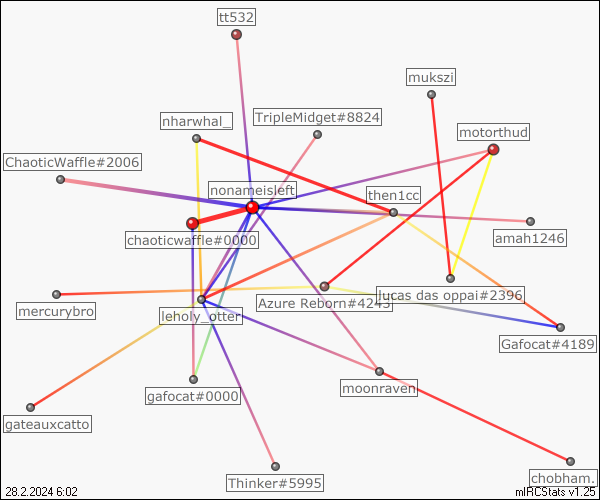 tt532
mukszi
nharwhal_
TripleMidget#8824
motorthud
ChaoticWaffle#2006
nonameisleft
then1cc
chaoticwaffle#0000
amah1246
mercurybro
leholy_otter
Azure Reborn#4243
lucas das oppai#2396
Gafocat#4189
gafocat#0000
moonraven
gateauxcatto
Thinker#5995
chobham.
28.2.2024 6:02
mIRCStats v1.25